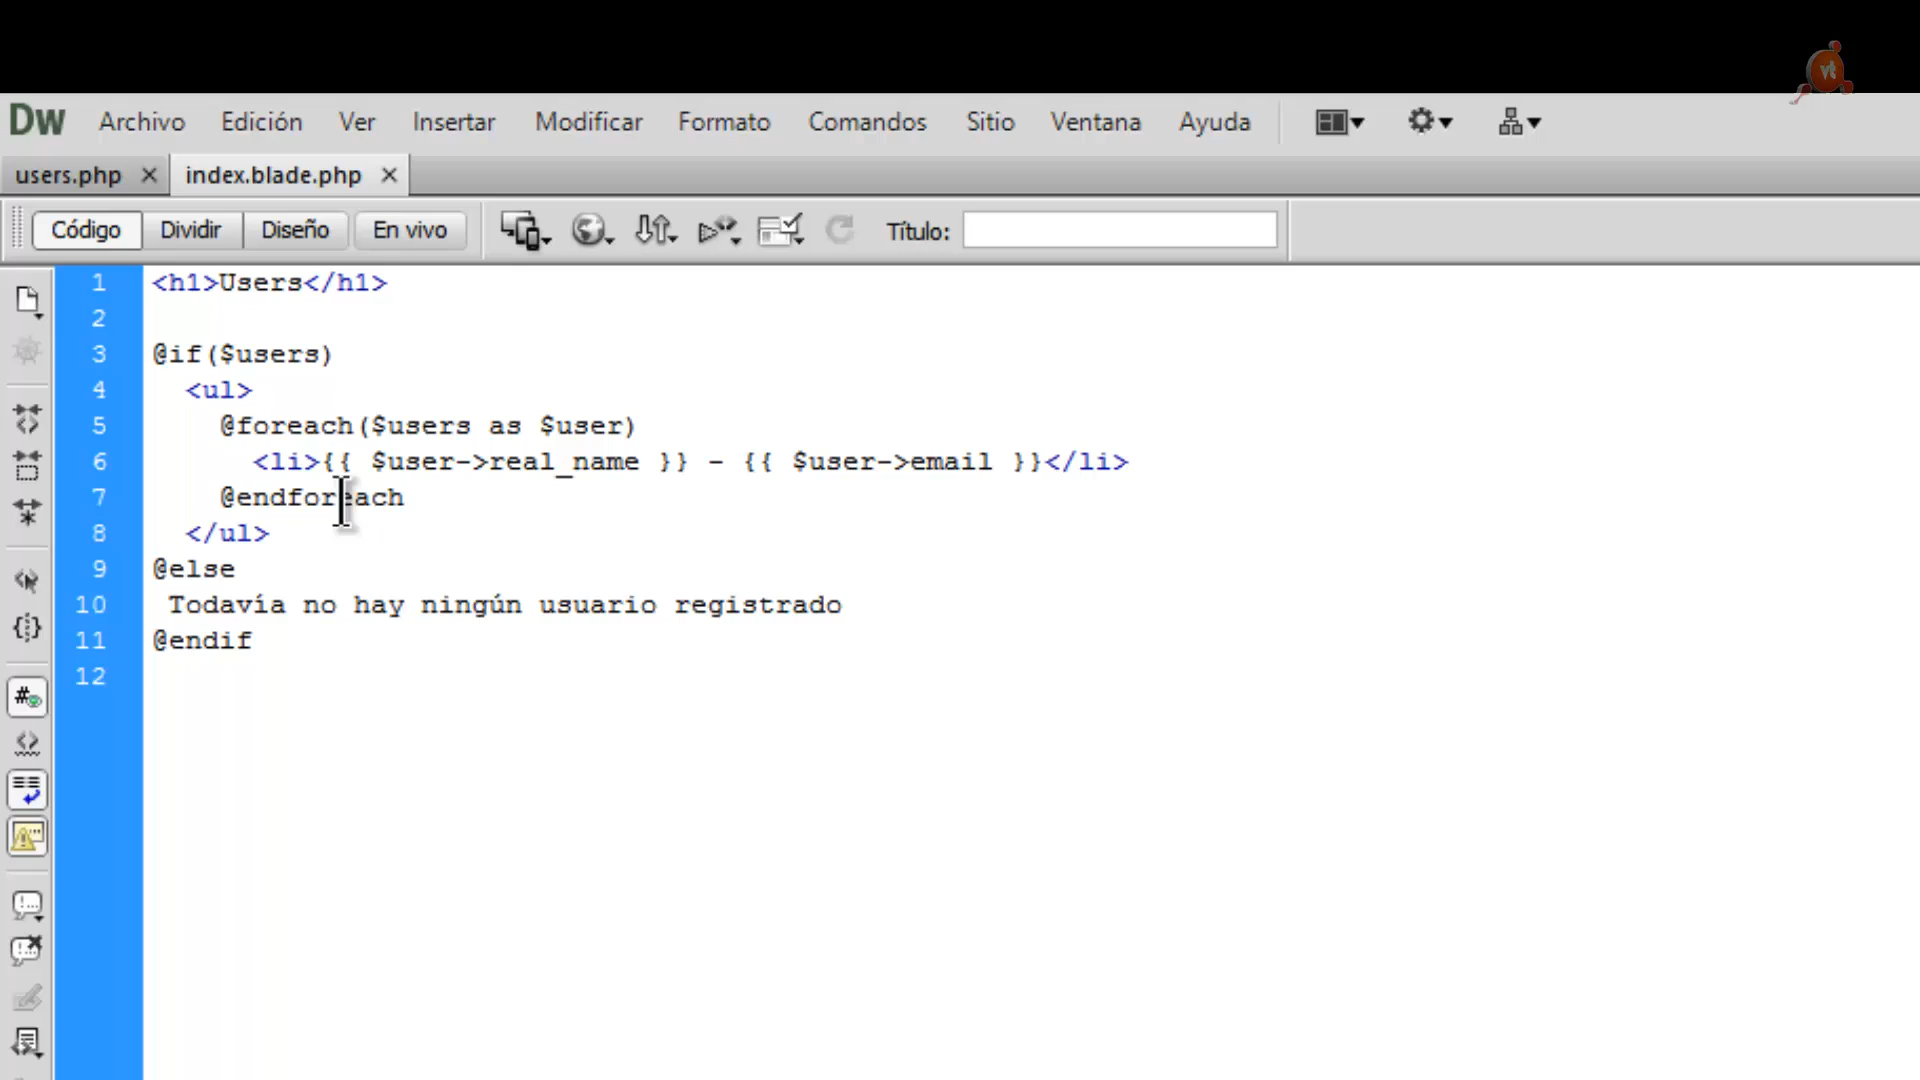 vt
Dw Archivo Edición Ver Insertar Modificar Formato Comandos Sitio Ventana Ayuda
users.php index.blade.php
Código Dividir Diseño En vivo Título:
1 <h1>Users</h1>
2
3 @if($users)
4 <ul>
5 @foreach($users as $user)
6 <li>{{ $user->real_name }} - {{ $user->email }}</li>
7 @endforeach
8 </ul>
9 @else
10 Todavía no hay ningún usuario registrado
11 @endif
12